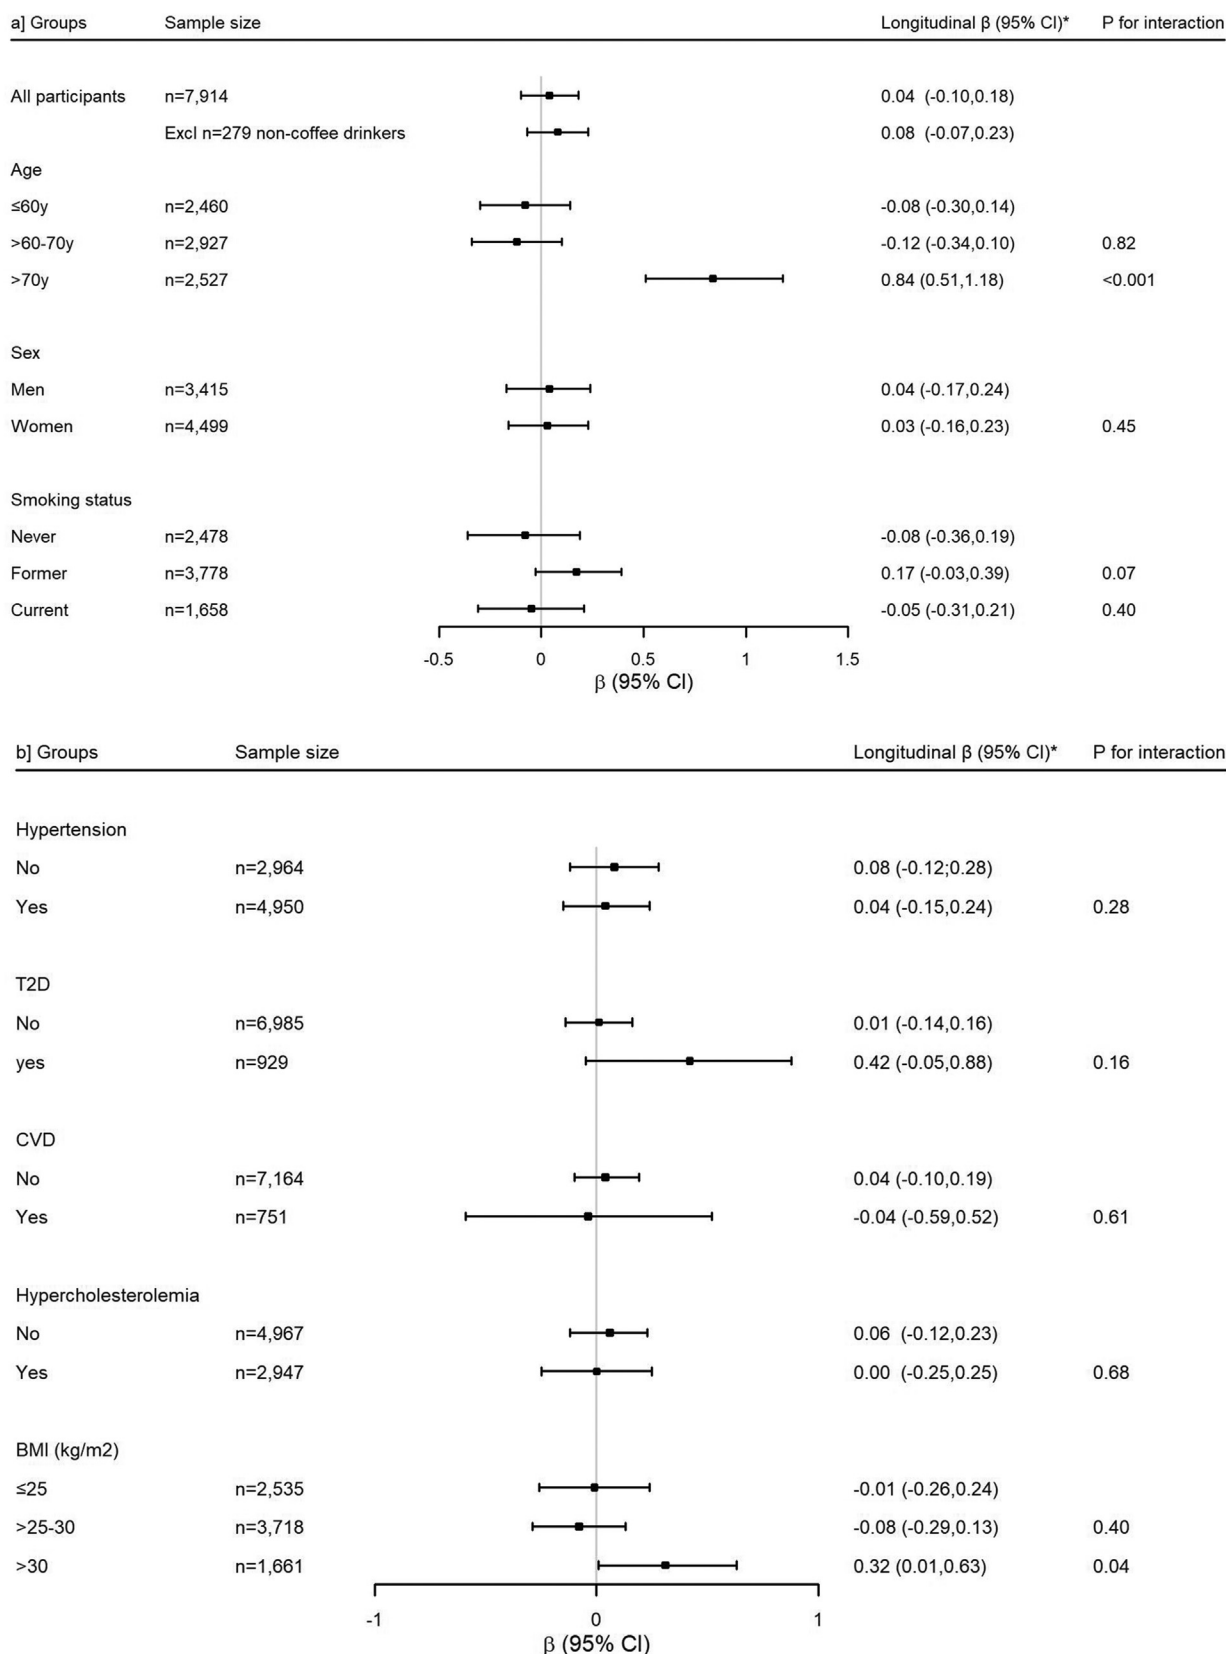 a] Groups Sample size Longitudinal β (95% CI)* P for interaction
All participants n=7,914 0.04 (-0.10,0.18)
Excl n=279 non-coffee drinkers 0.08 (-0.07,0.23)
Age
≤60y n=2,460 -0.08 (-0.30,0.14)
>60-70y n=2,927 -0.12 (-0.34,0.10) 0.82
>70y n=2,527 0.84 (0.51,1.18) <0.001
Sex
Men n=3,415 0.04 (-0.17,0.24)
Women n=4,499 0.03 (-0.16,0.23) 0.45
Smoking status
Never n=2,478 -0.08 (-0.36,0.19)
Former n=3,778 0.17 (-0.03,0.39) 0.07
Current n=1,658 -0.05 (-0.31,0.21) 0.40
-0.5 0 0.5 1 1.5
β (95% CI)
b] Groups Sample size Longitudinal β (95% CI)* P for interaction
Hypertension
No n=2,964 0.08 (-0.12;0.28)
Yes n=4,950 0.04 (-0.15,0.24) 0.28
T2D
No n=6,985 0.01 (-0.14,0.16)
yes n=929 0.42 (-0.05,0.88) 0.16
CVD
No n=7,164 0.04 (-0.10,0.19)
Yes n=751 -0.04 (-0.59,0.52) 0.61
Hypercholesterolemia
No n=4,967 0.06 (-0.12,0.23)
Yes n=2,947 0.00 (-0.25,0.25) 0.68
BMI (kg/m2)
≤25 n=2,535 -0.01 (-0.26,0.24)
>25-30 n=3,718 -0.08 (-0.29,0.13) 0.40
>30 n=1,661 0.32 (0.01,0.63) 0.04
-1 0 1
β (95% CI)